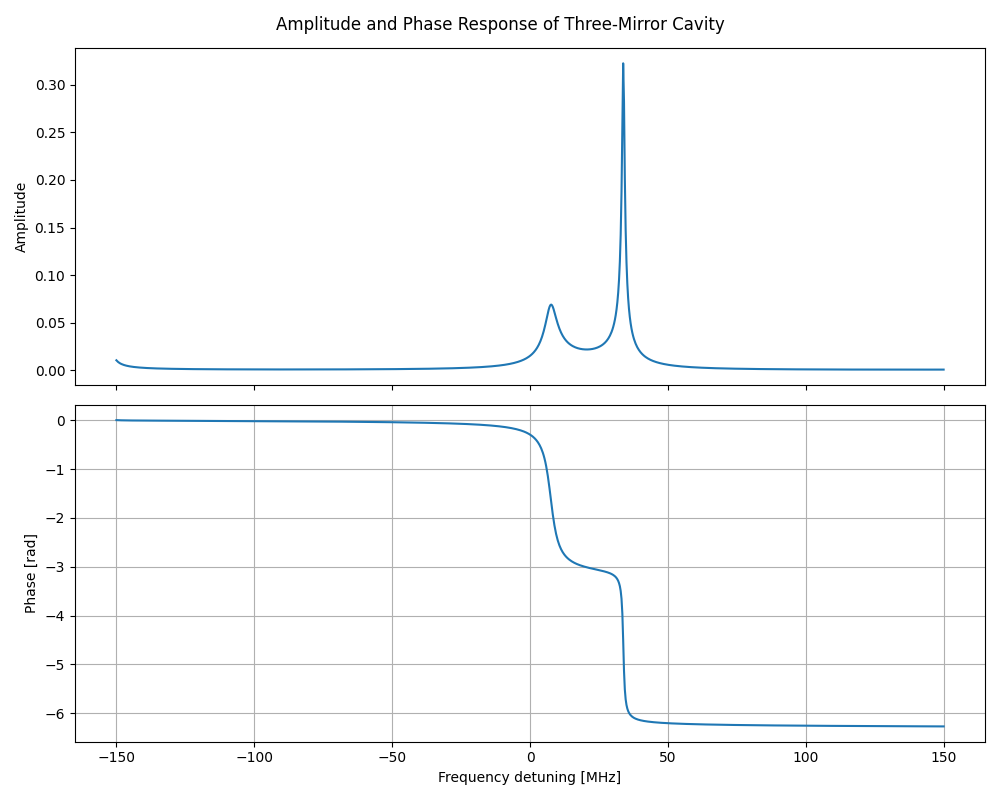 Amplitude and Phase Response of Three-Mirror Cavity
Amplitude
0.30
0.25
0.20
0.15
0.10
0.05
0.00
Phase [rad]
0
−1
−2
−3
−4
−5
−6
−150 −100 −50 0 50 100 150
Frequency detuning [MHz]